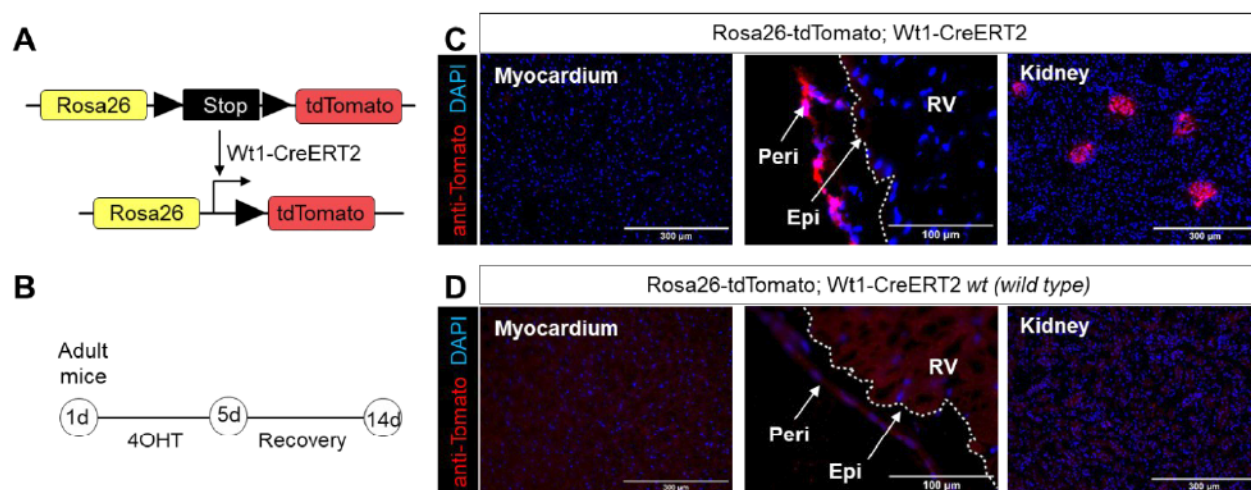 A
Rosa26
Stop
tdTomato
Wt1-CreERT2
Rosa26
tdTomato
B
Adult
mice
1d
5d
14d
4OHT
Recovery
C
Rosa26-tdTomato; Wt1-CreERT2
anti-Tomato DAPI
Myocardium
300 μm
RV
Peri
Epi
100 μm
Kidney
300 μm
D
Rosa26-tdTomato; Wt1-CreERT2 wt (wild type)
anti-Tomato DAPI
Myocardium
300 μm
RV
Peri
Epi
100 μm
Kidney
300 μm